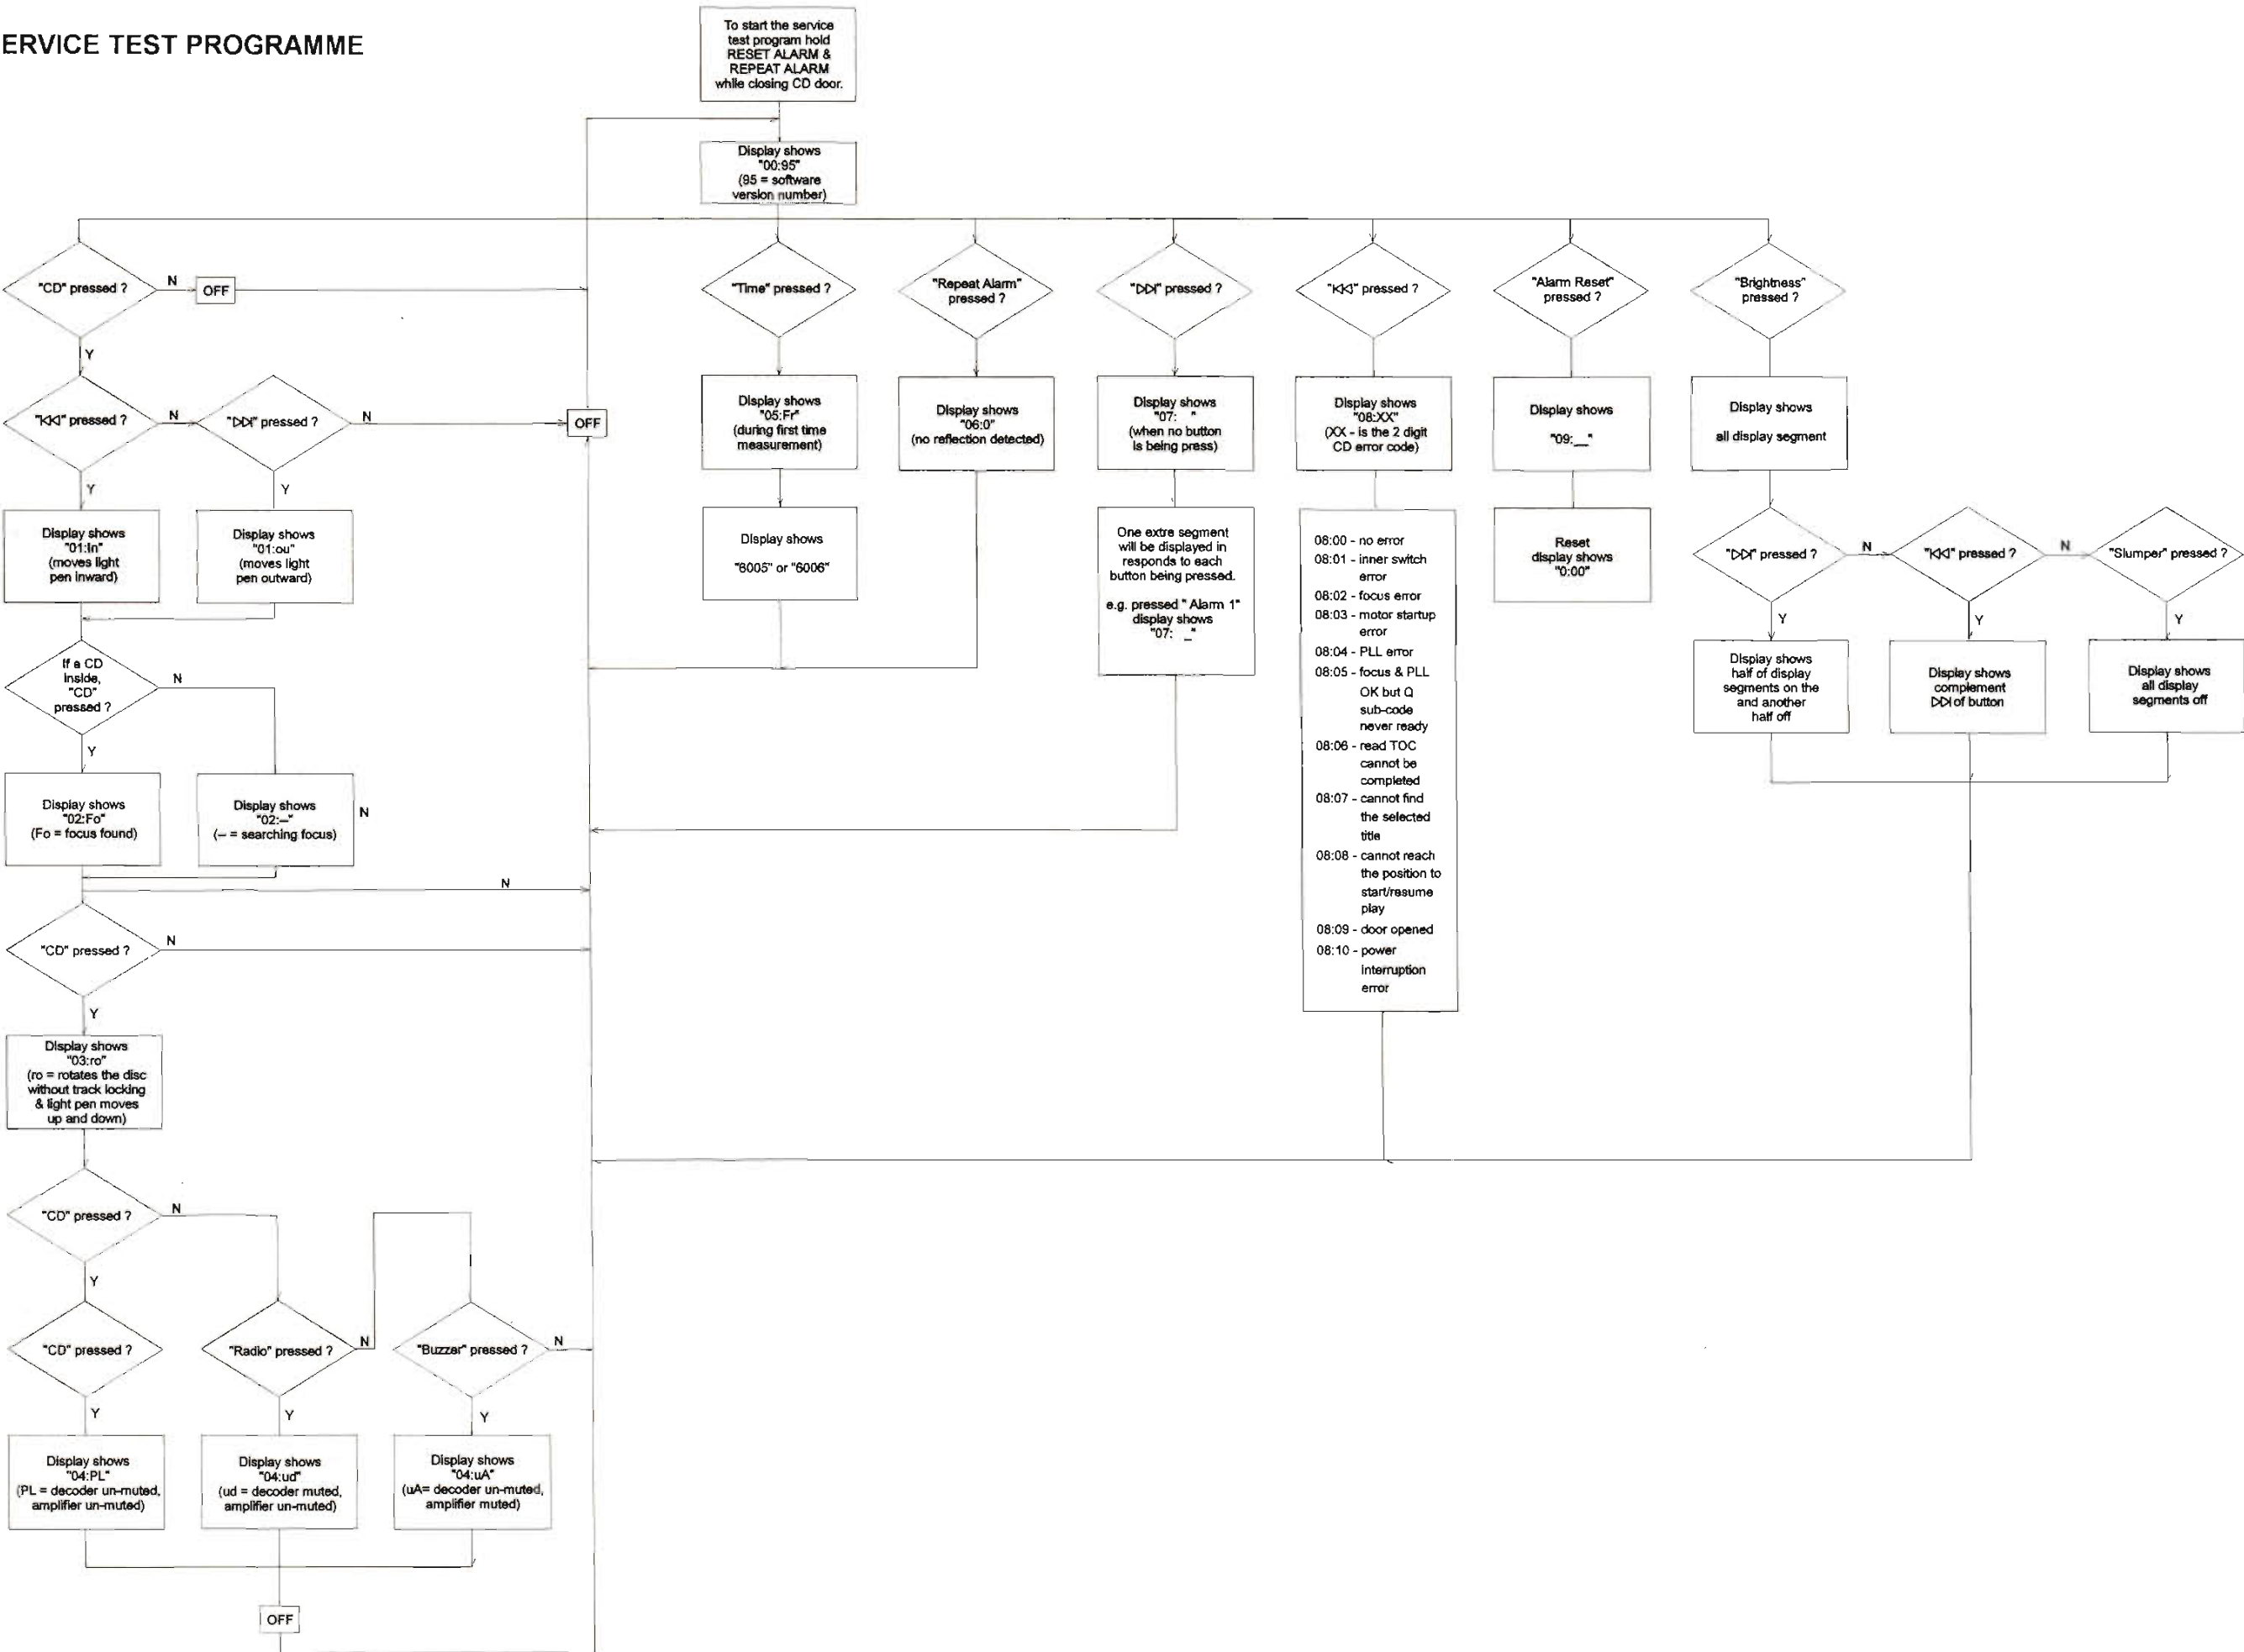 ERVICE TEST PROGRAMME
To start the service
test program hold
RESET ALARM &
REPEAT ALARM
while closing CD door.
Display shows
"00:95"
(95 = software
version number)
"CD" pressed ?
N
OFF
Y
"Time" pressed ?
"Repeat Alarm"
pressed ?
"▷▷I" pressed ?
"K◁◁" pressed ?
"Alarm Reset"
pressed ?
"Brightness"
pressed ?
"K◁◁" pressed ?
N
"▷▷I" pressed ?
N
OFF
Y
Y
Display shows
"05:Fr"
(during first time
measurement)
Display shows
"06:0"
(no reflection detected)
Display shows
"07: _"
(when no button
is being press)
Display shows
"08:XX"
(XX - is the 2 digit
CD error code)
Display shows
"09:__"
Display shows
all display segment
Display shows
"01:In"
(moves light
pen inward)
Display shows
"01:ou"
(moves light
pen outward)
Display shows
"6005" or "6006"
One extre segment
will be displayed in
responds to each
button being pressed.
e.g. pressed " Alarm 1"
display shows
"07: _"
08:00 - no error
08:01 - inner switch
error
08:02 - focus error
08:03 - motor startup
error
08:04 - PLL error
08:05 - focus & PLL
OK but Q
sub-code
never ready
08:06 - read TOC
cannot be
completed
08:07 - cannot find
the selected
title
08:08 - cannot reach
the position to
start/resume
play
08:09 - door opened
08:10 - power
interruption
error
Reset
display shows
"0:00"
"▷▷I" pressed ?
N
"K◁◁" pressed ?
N
"Slumper" pressed ?
Y
Y
Y
Display shows
half of display
segments on the
and another
half off
Display shows
complement
▷▷I of button
Display shows
all display
segments off
If a CD
inside,
"CD"
pressed ?
N
Y
Display shows
"02:Fo"
(Fo = focus found)
Display shows
"02:--"
(-- = searching focus)
N
N
"CD" pressed ?
N
Y
Display shows
"03:ro"
(ro = rotates the disc
without track locking
& light pen moves
up and down)
"CD" pressed ?
N
Y
"CD" pressed ?
"Radio" pressed ?
N
"Buzzer" pressed ?
N
Y
Y
Y
Display shows
"04:PL"
(PL = decoder un-muted,
amplifier un-muted)
Display shows
"04:ud"
(ud = decoder muted,
amplifier un-muted)
Display shows
"04:uA"
(uA= decoder un-muted,
amplifier muted)
OFF